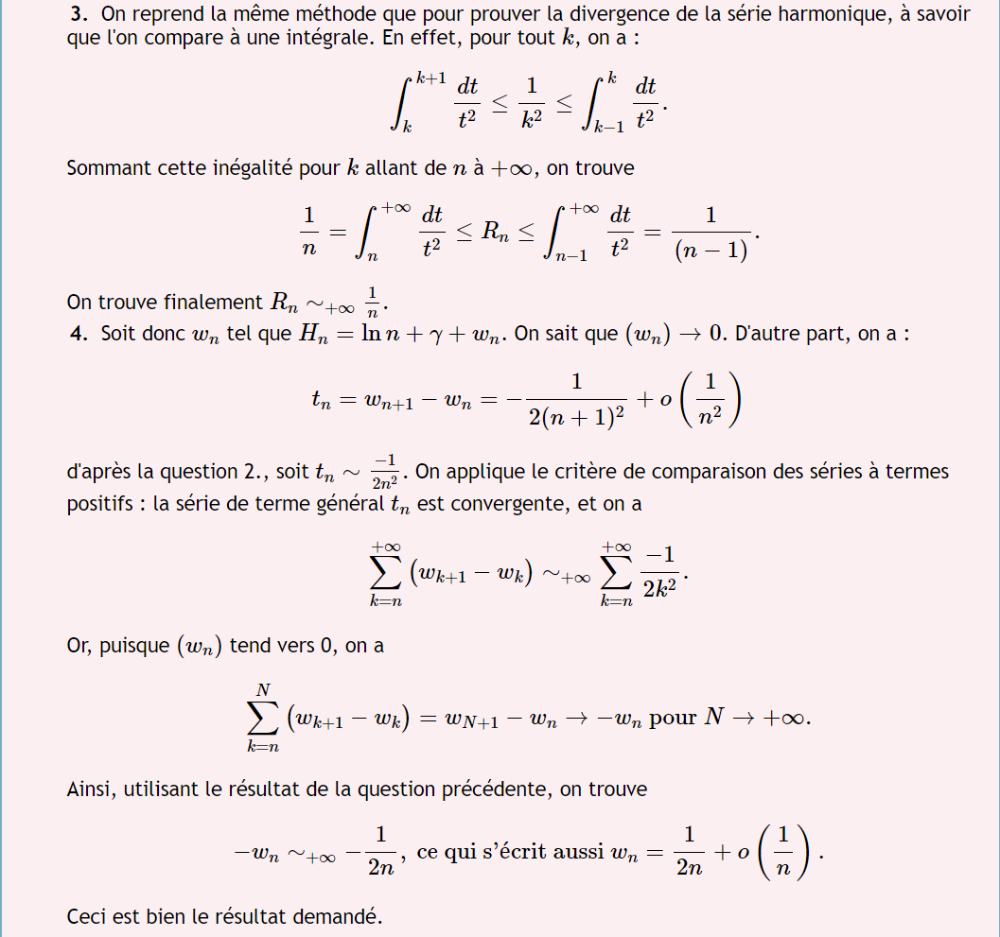 3. On reprend la même méthode que pour prouver la divergence de la série harmonique, à savoir
que l'on compare à une intégrale. En effet, pour tout $k$, on a :
$$\int_k^{k+1} \frac{dt}{t^2} \leq \frac{1}{k^2} \leq \int_{k-1}^k \frac{dt}{t^2}.$$
Sommant cette inégalité pour $k$ allant de $n$ à $+\infty$, on trouve
$$\frac{1}{n} = \int_n^{+\infty} \frac{dt}{t^2} \leq R_n \leq \int_{n-1}^{+\infty} \frac{dt}{t^2} = \frac{1}{(n-1)}.$$
On trouve finalement $R_n \sim_{+\infty} \frac{1}{n}.$
4. Soit donc $w_n$ tel que $H_n = \ln n + \gamma + w_n$. On sait que $(w_n) \to 0$. D'autre part, on a :
$$t_n = w_{n+1} - w_n = -\frac{1}{2(n+1)^2} + o\left(\frac{1}{n^2}\right)$$
d'après la question 2., soit $t_n \sim \frac{-1}{2n^2}$. On applique le critère de comparaison des séries à termes
positifs : la série de terme général $t_n$ est convergente, et on a
$$\sum_{k=n}^{+\infty} (w_{k+1} - w_k) \sim_{+\infty} \sum_{k=n}^{+\infty} \frac{-1}{2k^2}.$$
Or, puisque $(w_n)$ tend vers 0, on a
$$\sum_{k=n}^{N} (w_{k+1} - w_k) = w_{N+1} - w_n \to -w_n \text{ pour } N \to +\infty.$$
Ainsi, utilisant le résultat de la question précédente, on trouve
$$-w_n \sim_{+\infty} -\frac{1}{2n}, \text{ ce qui s'écrit aussi } w_n = \frac{1}{2n} + o\left(\frac{1}{n}\right).$$
Ceci est bien le résultat demandé.